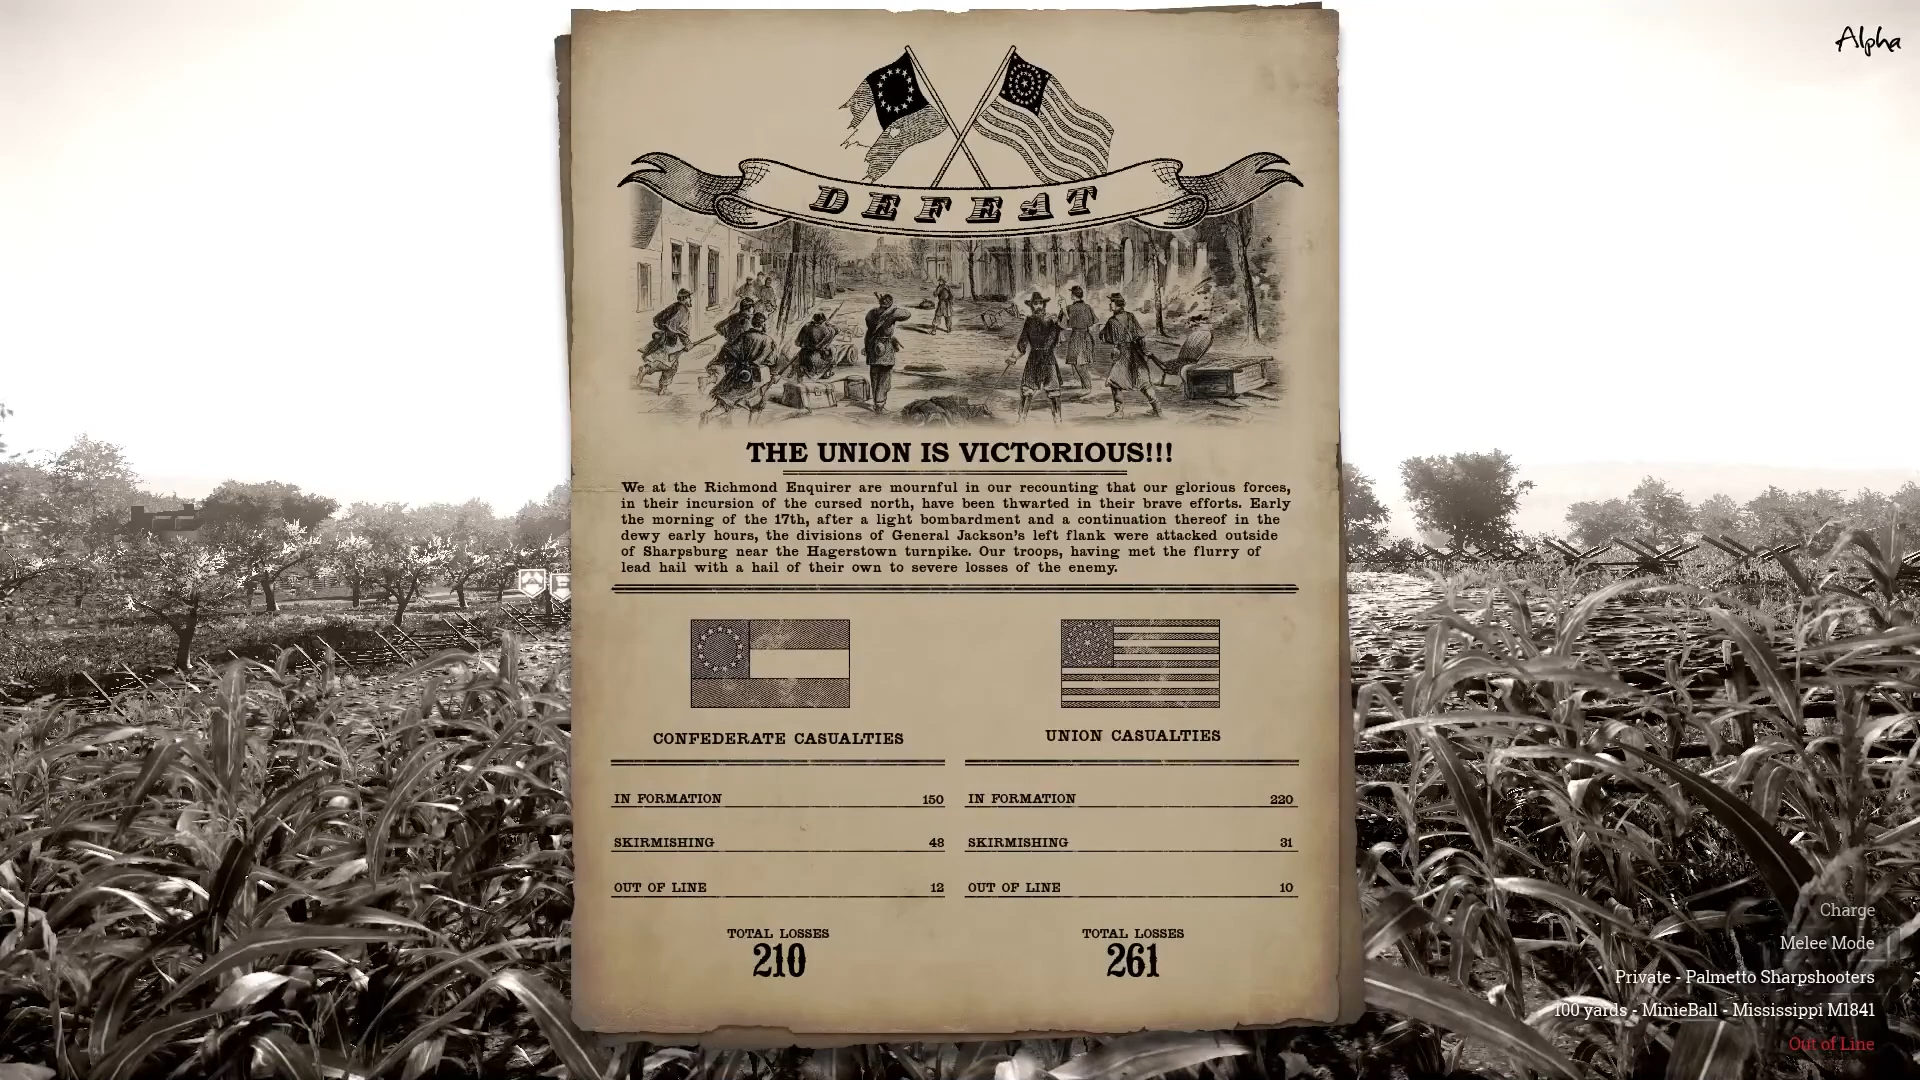 Alpha
DEFEAT
THE UNION IS VICTORIOUS!!!
We at the Richmond Enquirer are mournful in our recounting that our glorious forces,
in their incursion of the cursed north, have been thwarted in their brave efforts. Early
the morning of the 17th, after a light bombardment and a continuation thereof in the
dewy early hours, the divisions of General Jackson's left flank were attacked outside
of Sharpsburg near the Hagerstown turnpike. Our troops, having met the flurry of
lead hail with a hail of their own to severe losses of the enemy.
CONFEDERATE CASUALTIES
IN FORMATION 150
SKIRMISHING 48
OUT OF LINE 12
TOTAL LOSSES
210
UNION CASUALTIES
IN FORMATION 220
SKIRMISHING 31
OUT OF LINE 10
TOTAL LOSSES
261
Charge
Melee Mode
Private - Palmetto Sharpshooters
100 yards - MinieBall - Mississippi M1841
Out of Line